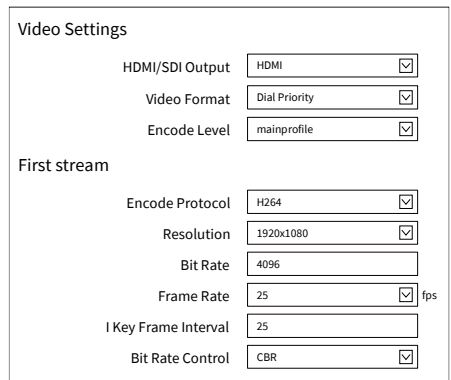 Video Settings
HDMI/SDI Output HDMI
Video Format Dial Priority
Encode Level mainprofile
First stream
Encode Protocol H264
Resolution 1920x1080
Bit Rate 4096
Frame Rate 25 fps
I Key Frame Interval 25
Bit Rate Control CBR